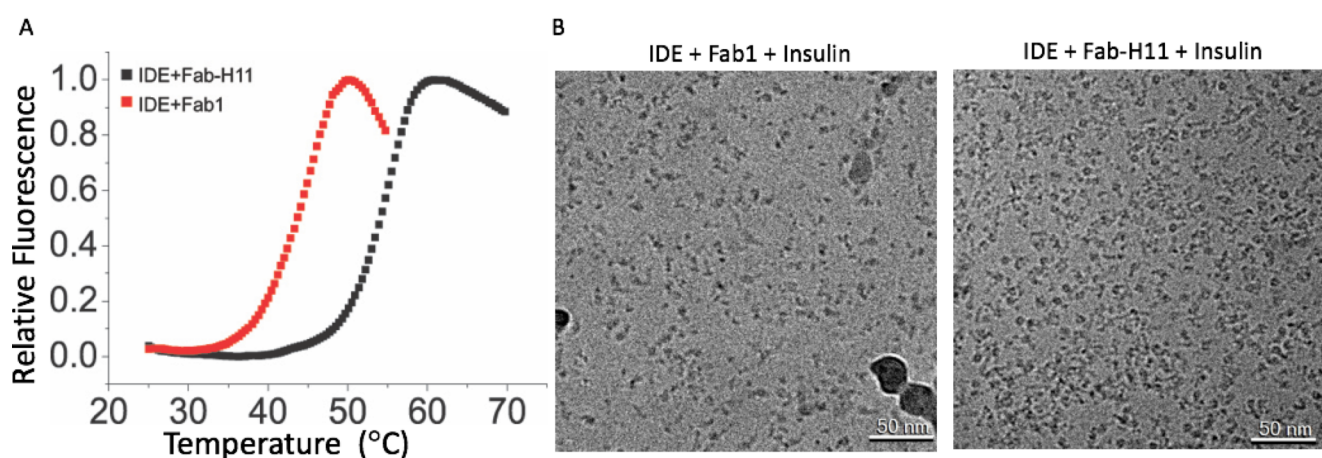 A
IDE+Fab-H11
IDE+Fab1
1.0
0.8
0.6
0.4
0.2
0.0
Relative Fluorescence
20 30 40 50 60 70
Temperature (°C)
B
IDE + Fab1 + Insulin
50 nm
IDE + Fab-H11 + Insulin
50 nm